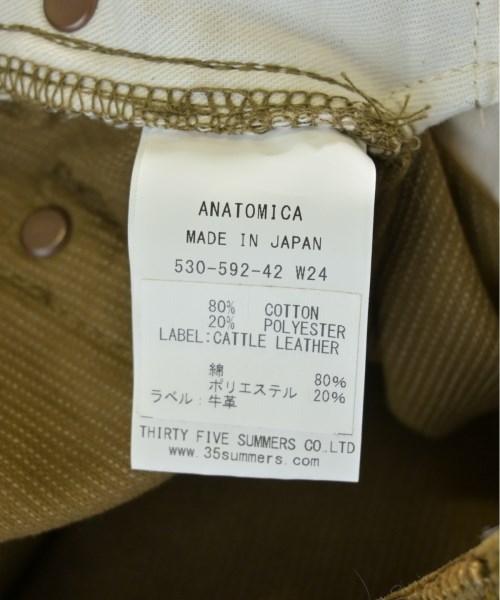 ANATOMICA
MADE IN JAPAN
530-592-42 W24
80% COTTON
20% POLYESTER
LABEL:CATTLE LEATHER
綿 80%
ポリエステル 20%
ラベル：牛革
THIRTY FIVE SUMMERS CO.,LTD
www.35summers.com